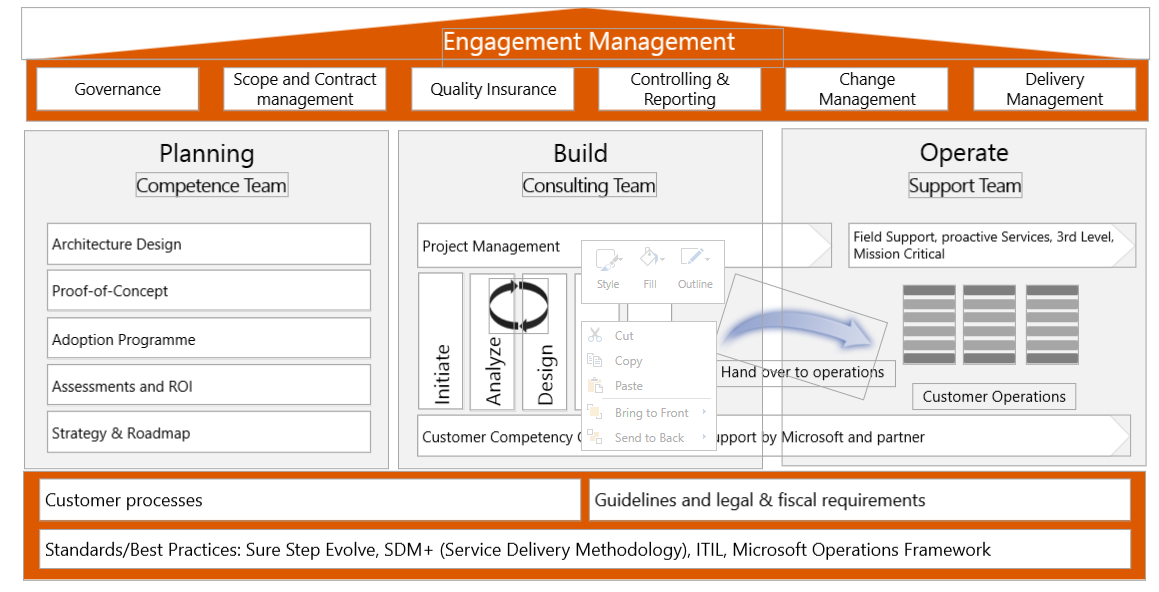 Engagement Management
Governance
Scope and Contract
management
Quality Insurance
Controlling &
Reporting
Change
Management
Delivery
Management
Planning
Competence Team
Architecture Design
Proof-of-Concept
Adoption Programme
Assessments and ROI
Strategy & Roadmap
Build
Consulting Team
Project Management
Initiate
Analyze
Design
Style
Fill
Outline
Cut
Copy
Paste
Bring to Front
Send to Back
Hand over to operations
Customer Competency
upport by Microsoft and partner
Operate
Support Team
Field Support, proactive Services, 3rd Level,
Mission Critical
Customer Operations
Customer processes
Guidelines and legal & fiscal requirements
Standards/Best Practices: Sure Step Evolve, SDM+ (Service Delivery Methodology), ITIL, Microsoft Operations Framework